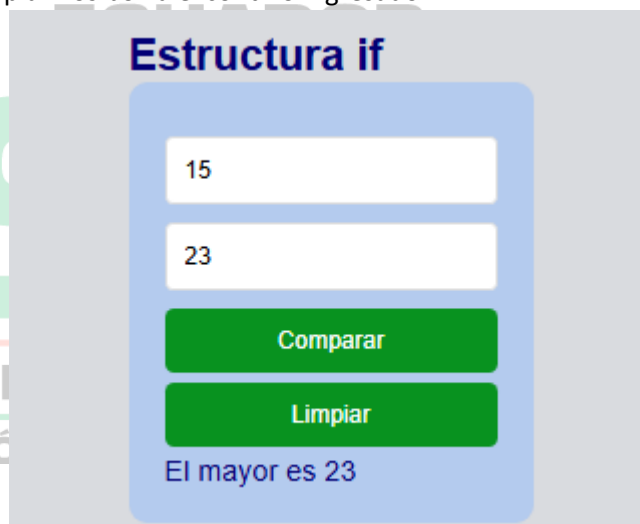 Estructura if
15
23
Comparar
Limpiar
El mayor es 23